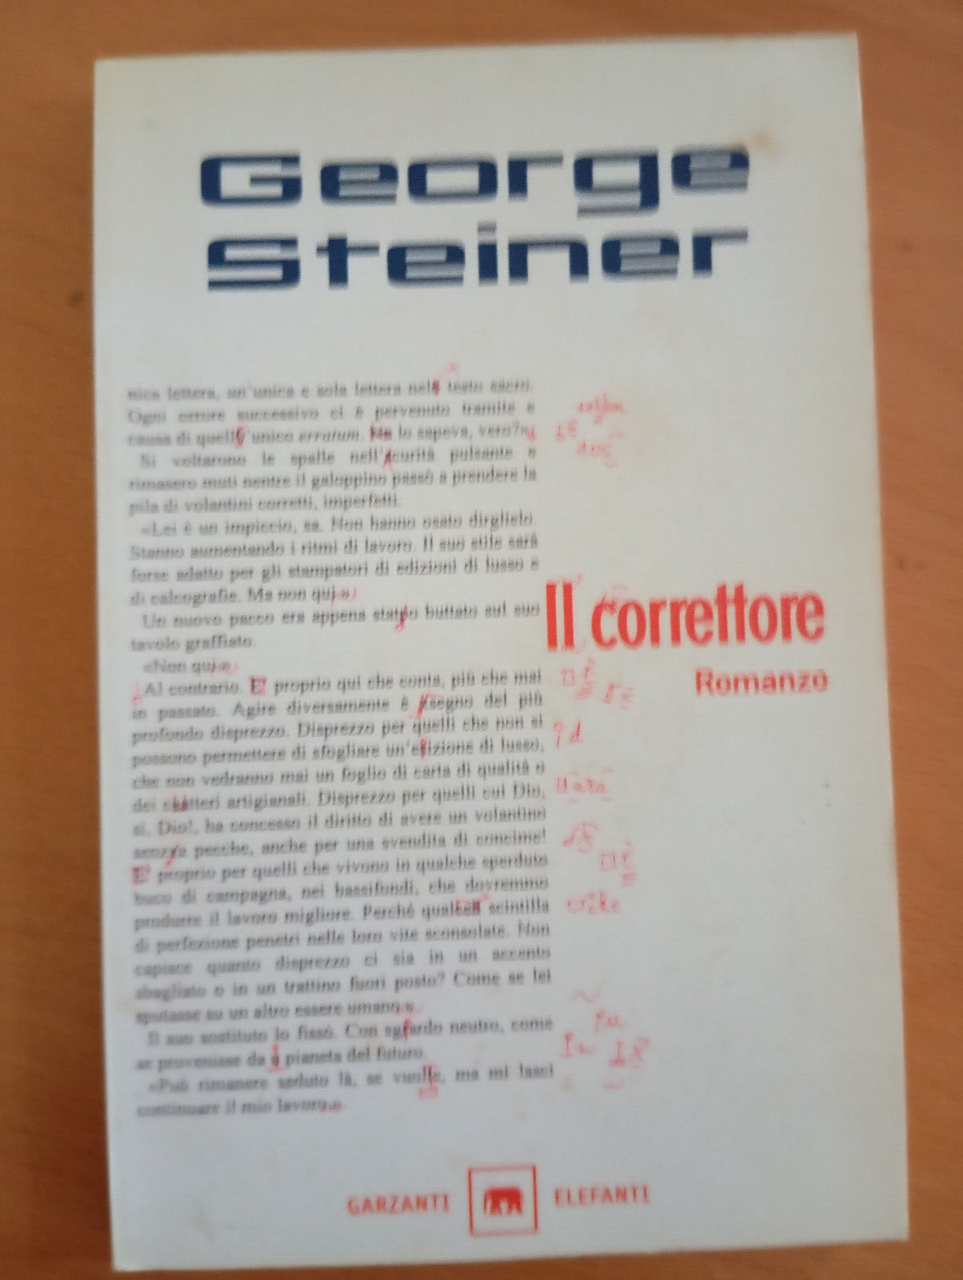 George
Steiner
nica lettera, un'unica e sola lettera nel testo sacro.
Ogni errore successivo ci è pervenuto tramite e
causa di quell'unico erratum. Ma lo sapeva, vero?»
Si voltarono le spalle nell' curità pulsante e
rimasero muti mentre il galoppino passò a prendere la
pila di volantini corretti, imperfetti.
«Lei è un impiccio, sa. Non hanno osato dirglielo.
Stanno aumentando i ritmi di lavoro. Il suo stile sarà
forse adatto per gli stampatori di edizioni di lusso e
di calcografie. Ma non qui.»
Un nuovo pacco era appena stato buttato sul suo
tavolo graffiato.
«Non qui.»
Al contrario. E' proprio qui che conta, più che mai
in passato. Agire diversamente è segno del più
profondo disprezzo. Disprezzo per quelli che non si
possono permettere di sfogliare un'edizione di lusso,
che non vedranno mai un foglio di carta di qualità o
dei teri artigianali. Disprezzo per quelli cui Dio,
sì, Dio!, ha concesso il diritto di avere un volantino
senza pecche, anche per una svendita di concime!
E' proprio per quelli che vivono in qualche sperduto
buco di campagna, nei bassifondi, che dovremmo
produrre il lavoro migliore. Perché scintilla
di perfezione penetri nelle loro vite sconsolate. Non
capisce quanto disprezzo ci sia in un accento
sbagliato o in un trattino fuori posto? Come se lei
sputasse su un altro essere umano.»
Il suo sostituto lo fissò. Con sguardo neutro, come
se provenisse da pianeta del futuro.
«Può rimanere seduto là, se vuole, ma mi lasci
continuare il mio lavoro.»
Il correttore
Romanzo
GARZANTI ELEFANTI